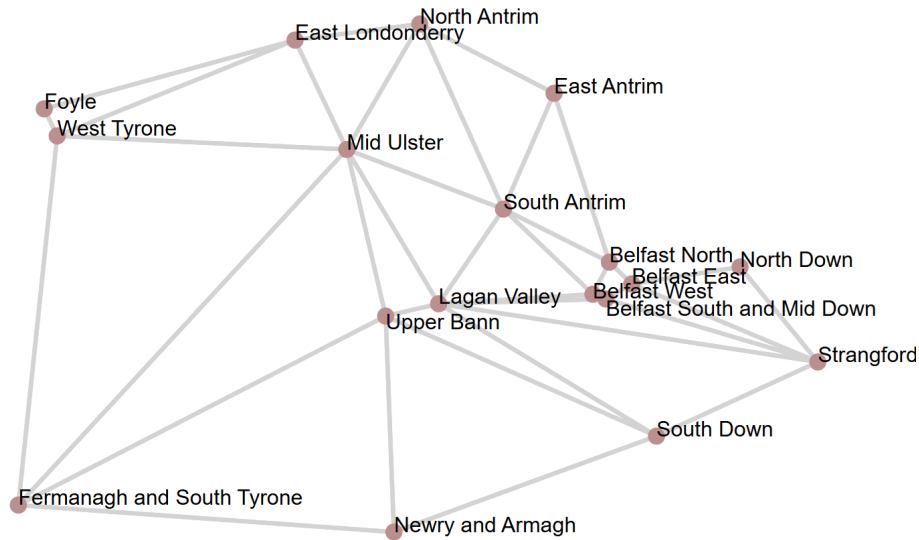 North Antrim
East Londonderry
East Antrim
Foyle
West Tyrone
Mid Ulster
South Antrim
Belfast North
North Down
Belfast East
Belfast West
Lagan Valley
Belfast South and Mid Down
Upper Bann
Strangford
South Down
Fermanagh and South Tyrone
Newry and Armagh